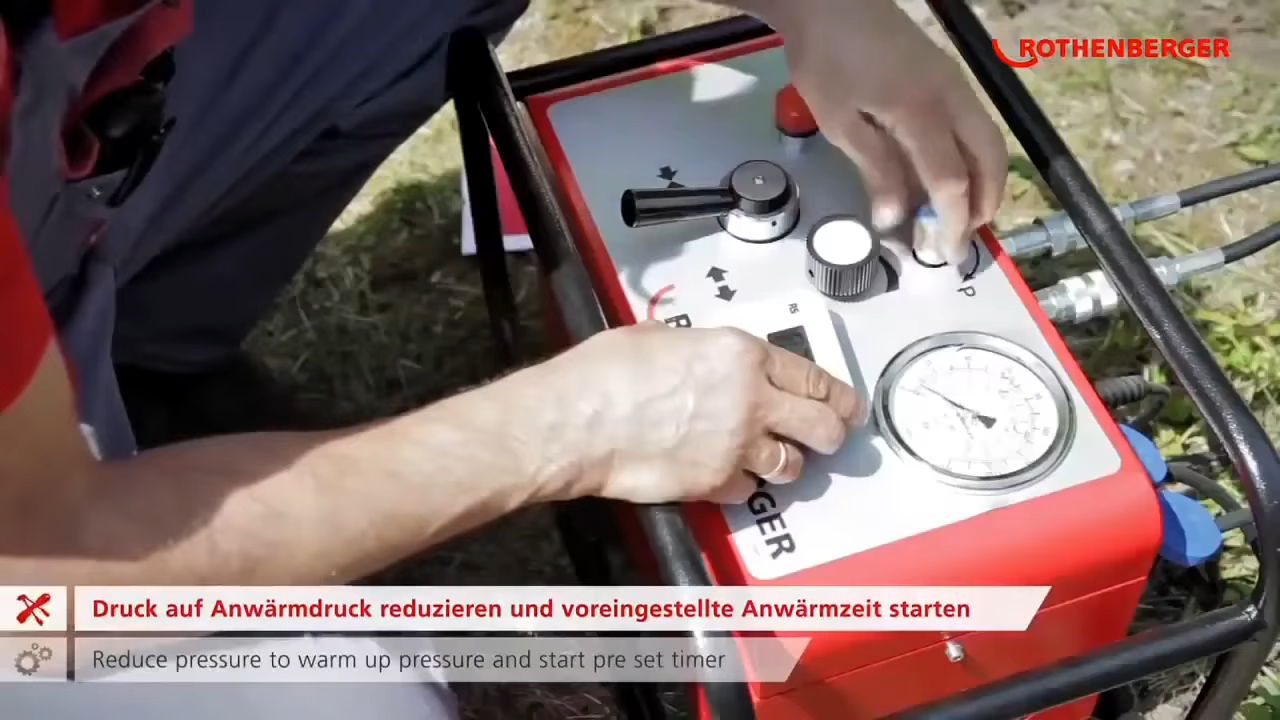 ROTHENBERGER
P
GER
Druck auf Anwärmdruck reduzieren und voreingestellte Anwärmzeit starten
Reduce pressure to warm up pressure and start pre set timer